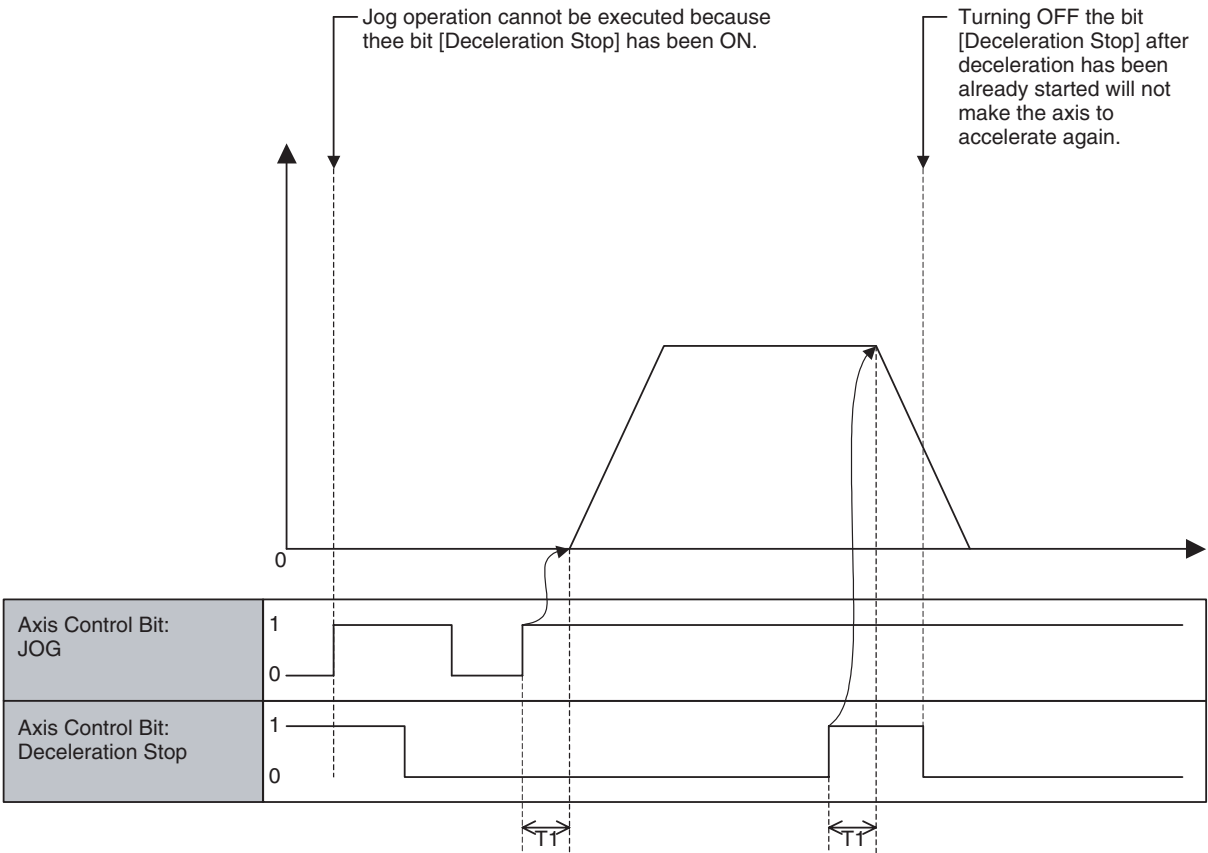 Jog operation cannot be executed because
thee bit [Deceleration Stop] has been ON.
Turning OFF the bit
[Deceleration Stop] after
deceleration has been
already started will not
make the axis to
accelerate again.
0
Axis Control Bit:
JOG
1
0
Axis Control Bit:
Deceleration Stop
1
0
T1
T1